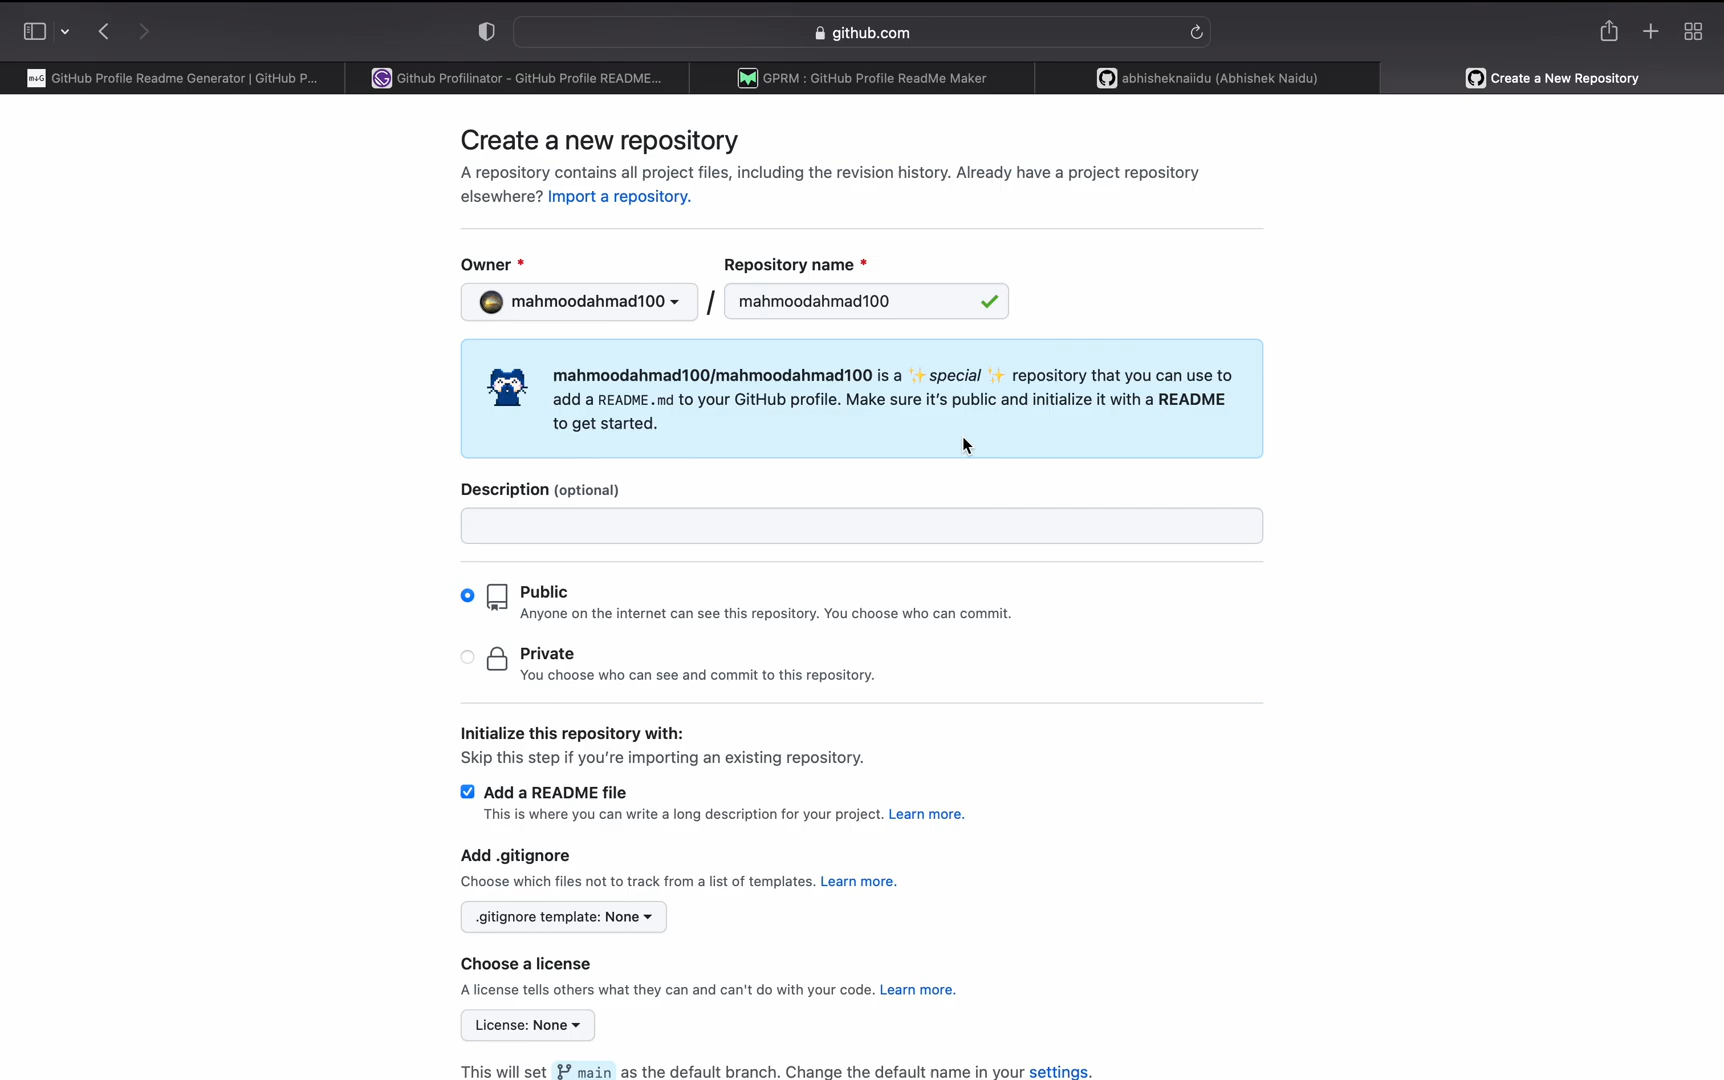 github.com
GitHub Profile Readme Generator | GitHub P...
Github Profilinator - GitHub Profile README...
GPRM : GitHub Profile ReadMe Maker
abhisheknaiidu (Abhishek Naidu)
Create a New Repository
Create a new repository
A repository contains all project files, including the revision history. Already have a project repository
elsewhere? Import a repository.
Owner *
Repository name *
mahmoodahmad100
/
mahmoodahmad100
mahmoodahmad100/mahmoodahmad100 is a ✨ special ✨ repository that you can use to
add a README.md to your GitHub profile. Make sure it's public and initialize it with a README
to get started.
Description (optional)
Public
Anyone on the internet can see this repository. You choose who can commit.
Private
You choose who can see and commit to this repository.
Initialize this repository with:
Skip this step if you're importing an existing repository.
Add a README file
This is where you can write a long description for your project. Learn more.
Add .gitignore
Choose which files not to track from a list of templates. Learn more.
.gitignore template: None
Choose a license
A license tells others what they can and can't do with your code. Learn more.
License: None
This will set main as the default branch. Change the default name in your settings.